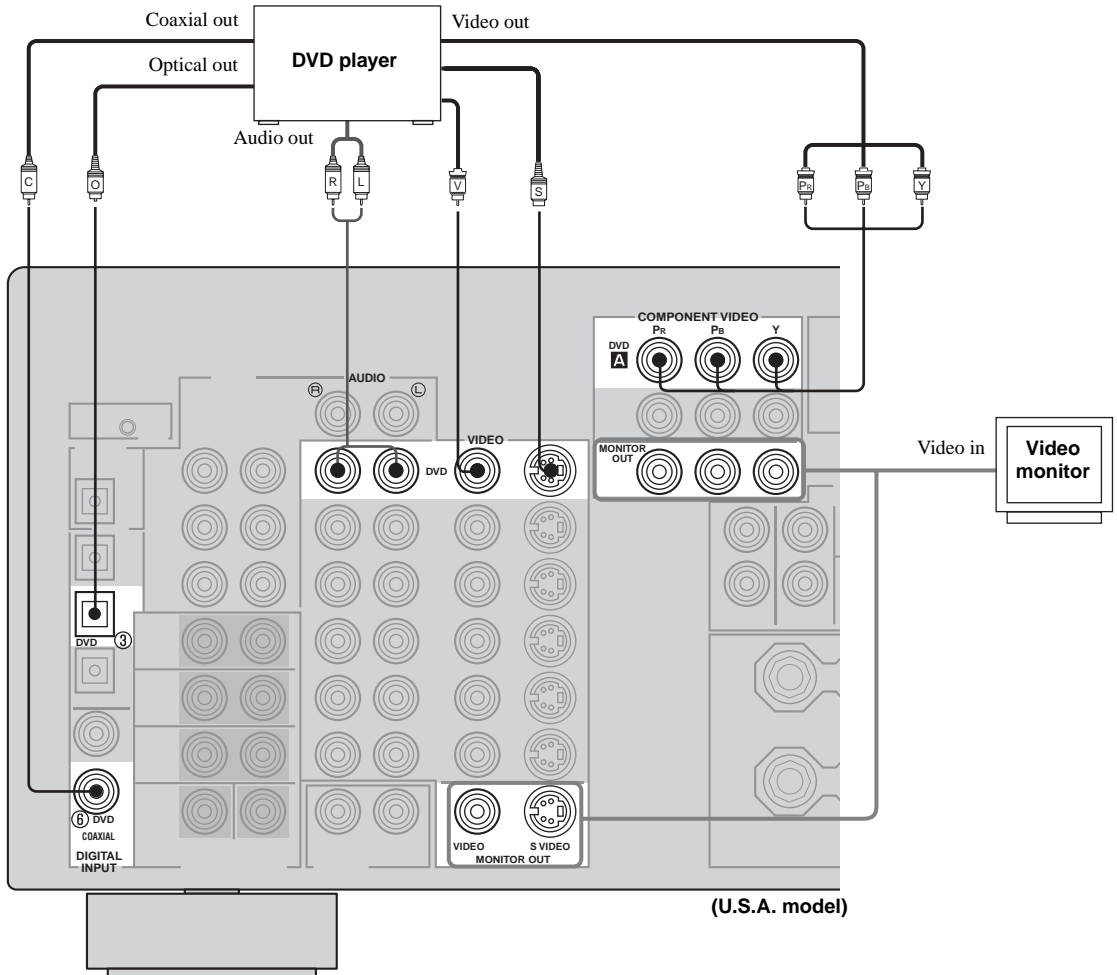 Coaxial out
Video out
DVD player
Optical out
Audio out
C
O
R
L
V
S
PR
PB
Y
COMPONENT VIDEO
PR
PB
Y
DVD
A
AUDIO
R
L
VIDEO
DVD
MONITOR
OUT
Video in
Video
monitor
DVD
③
⑥ DVD
COAXIAL
DIGITAL
INPUT
VIDEO
S VIDEO
MONITOR OUT
(U.S.A. model)